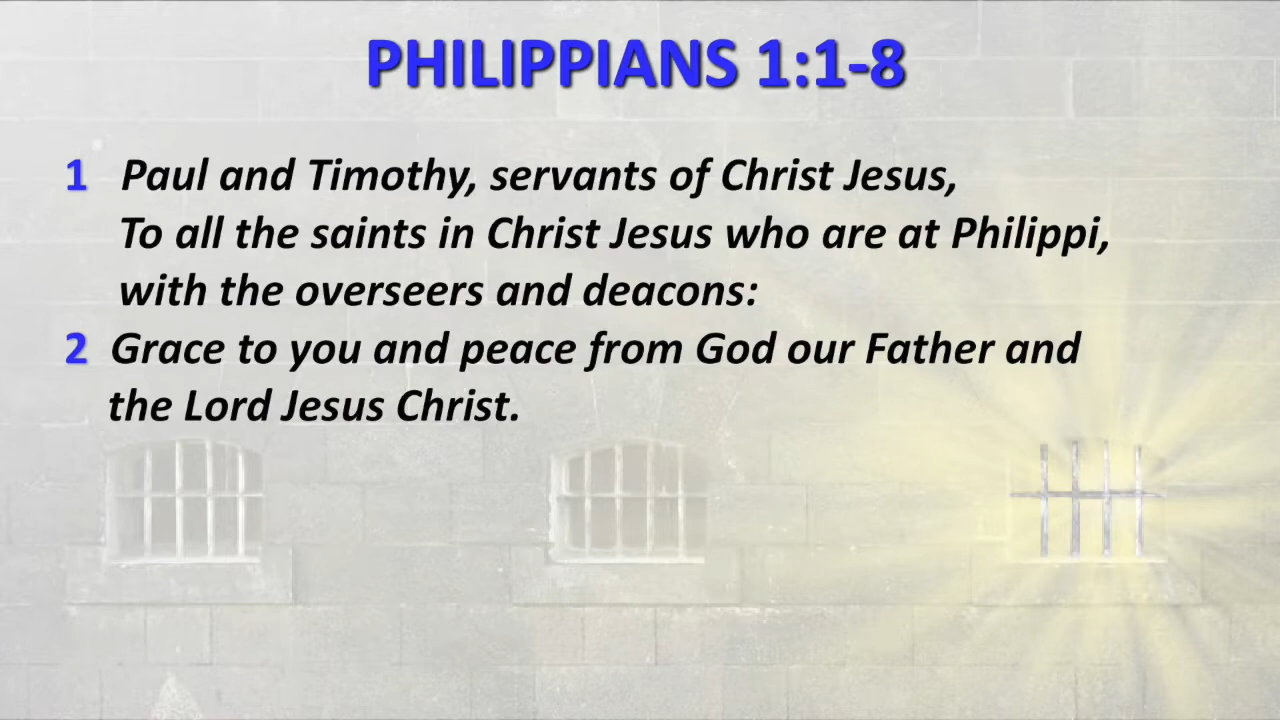 PHILIPPIANS 1:1-8
1 Paul and Timothy, servants of Christ Jesus,
To all the saints in Christ Jesus who are at Philippi,
with the overseers and deacons:
2 Grace to you and peace from God our Father and
the Lord Jesus Christ.